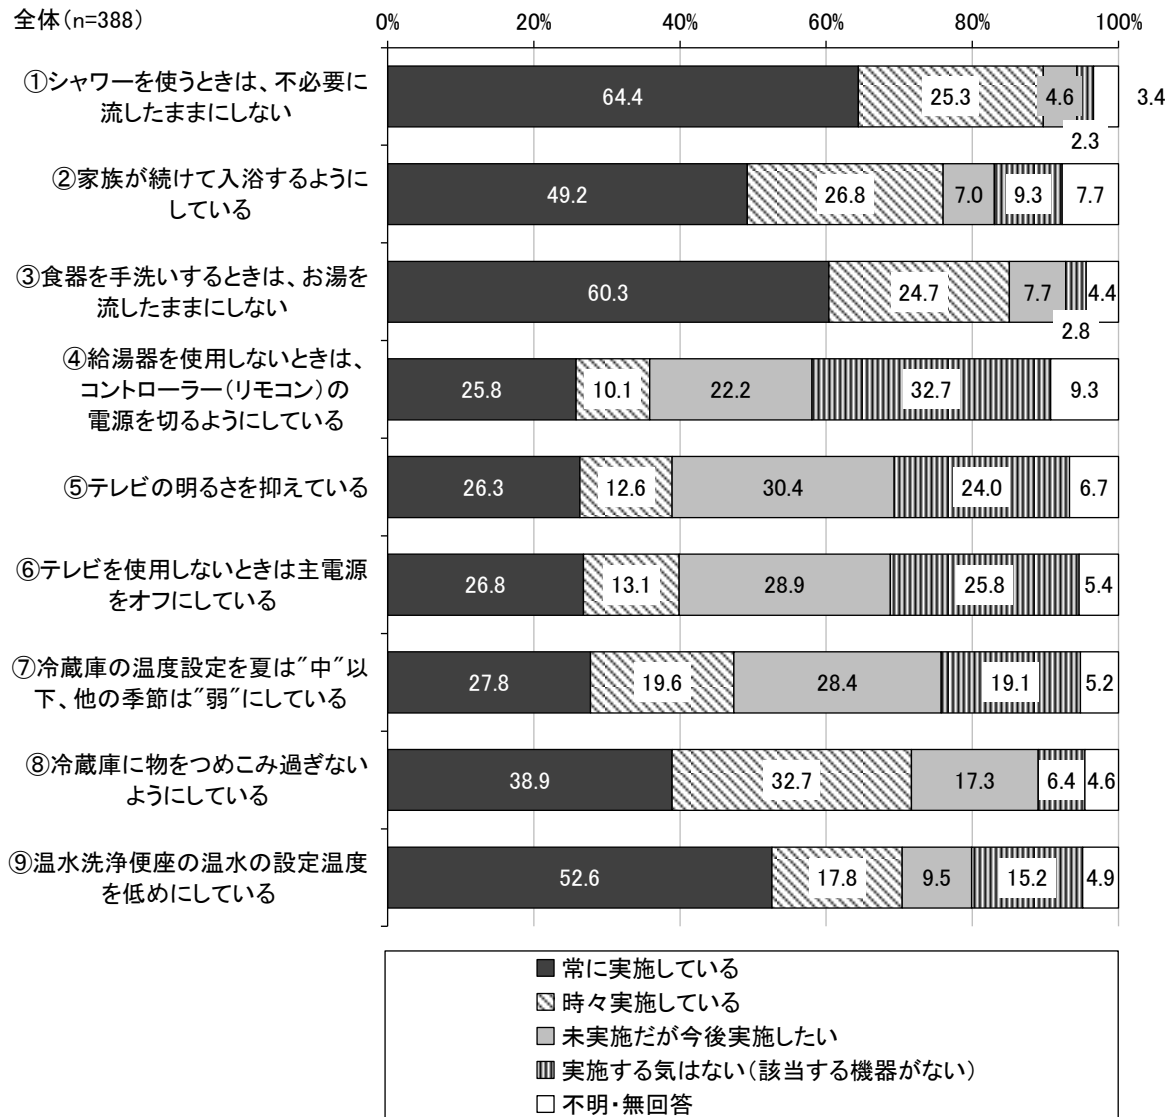 全体(n=388)
0% 20% 40% 60% 80% 100%
①シャワーを使うときは、不必要に
流したままにしない
64.4 25.3 4.6 2.3 3.4
②家族が続けて入浴するように
している
49.2 26.8 7.0 9.3 7.7
③食器を手洗いするときは、お湯を
流したままにしない
60.3 24.7 7.7 2.8 4.4
④給湯器を使用しないときは、
コントローラー(リモコン)の
電源を切るようにしている
25.8 10.1 22.2 32.7 9.3
⑤テレビの明るさを抑えている
26.3 12.6 30.4 24.0 6.7
⑥テレビを使用しないときは主電源
をオフにしている
26.8 13.1 28.9 25.8 5.4
⑦冷蔵庫の温度設定を夏は″中″以
下、他の季節は″弱″にしている
27.8 19.6 28.4 19.1 5.2
⑧冷蔵庫に物をつめこみ過ぎない
ようにしている
38.9 32.7 17.3 6.4 4.6
⑨温水洗浄便座の温水の設定温度
を低めにしている
52.6 17.8 9.5 15.2 4.9
常に実施している
時々実施している
未実施だが今後実施したい
実施する気はない(該当する機器がない)
不明・無回答